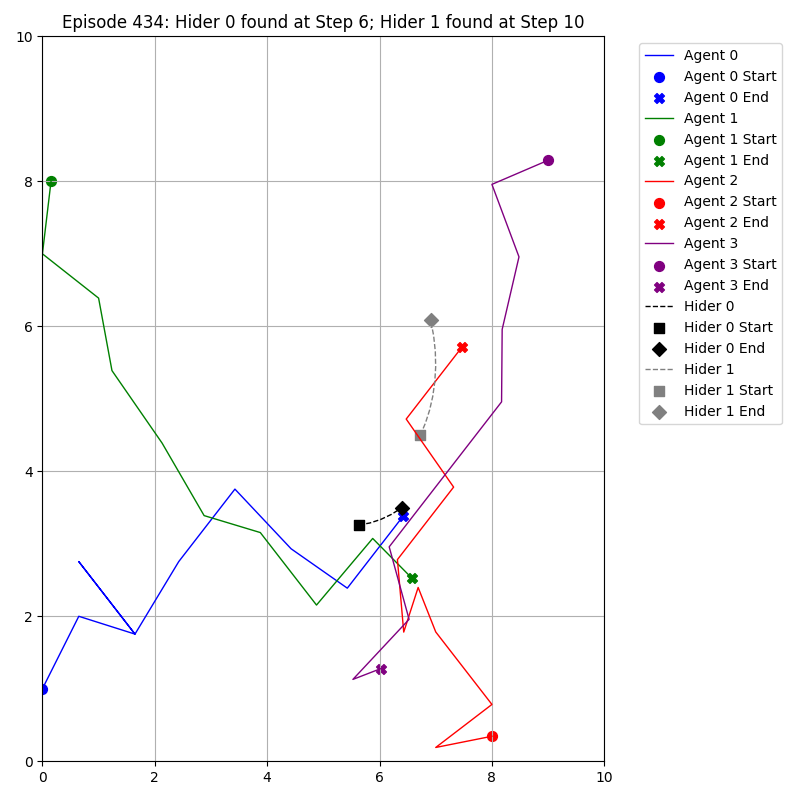 Episode 434: Hider 0 found at Step 6; Hider 1 found at Step 10
10
8
6
4
2
0
0
2
4
6
8
10
Agent 0
Agent 0 Start
Agent 0 End
Agent 1
Agent 1 Start
Agent 1 End
Agent 2
Agent 2 Start
Agent 2 End
Agent 3
Agent 3 Start
Agent 3 End
Hider 0
Hider 0 Start
Hider 0 End
Hider 1
Hider 1 Start
Hider 1 End